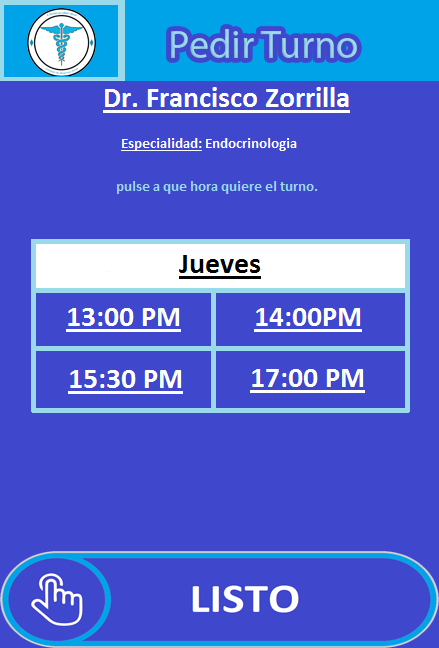 Pedir Turno
Dr. Francisco Zorrilla
Especialidad: Endocrinologia
pulse a que hora quiere el turno.
Jueves
13:00 PM
14:00PM
15:30 PM
17:00 PM
LISTO